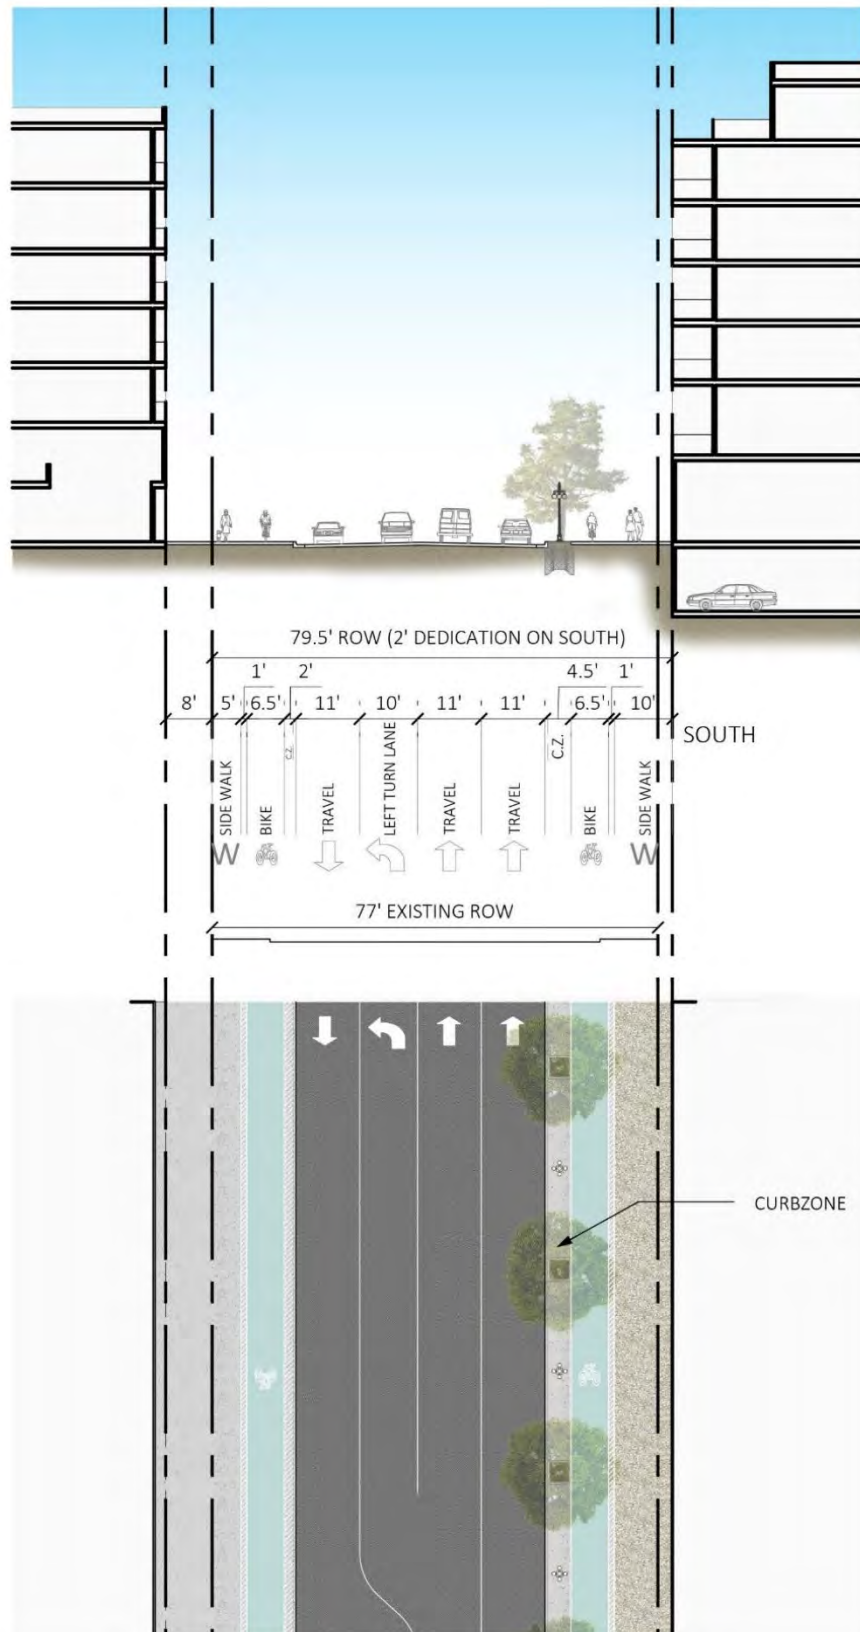 79.5' ROW (2' DEDICATION ON SOUTH)
1' 2' 4.5' 1'
8' 5' 6.5' 11' 10' 11' 11' 6.5' 10'
SOUTH
SIDE WALK
BIKE
C.Z.
TRAVEL
LEFT TURN LANE
TRAVEL
TRAVEL
C.Z.
BIKE
SIDE WALK
W
W
77' EXISTING ROW
CURBZONE